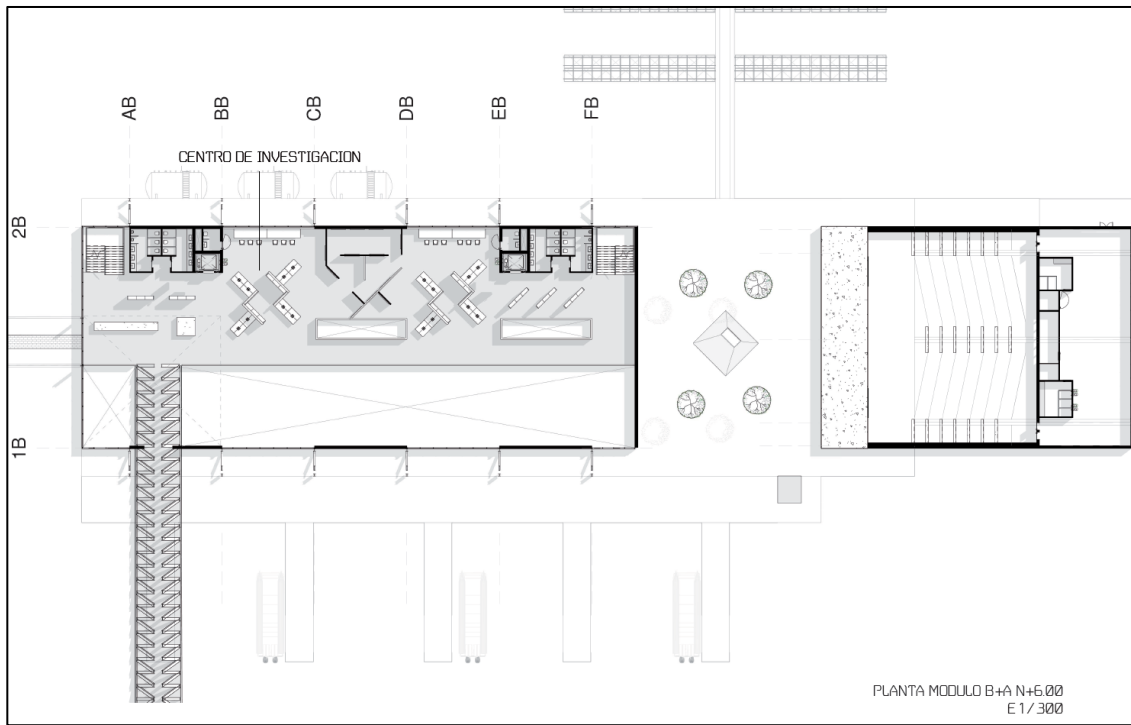 AB
BB
CB
DB
EB
FB
CENTRO DE INVESTIGACION
2B
1B
PLANTA MODULO B+A N+6.00
E 1/300